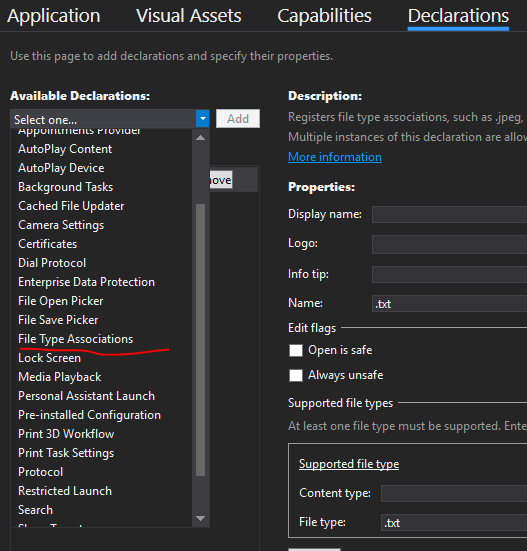 Application Visual Assets Capabilities Declarations
Use this page to add declarations and specify their properties.
Available Declarations:
Select one...
Add
Appointments Provider
AutoPlay Content
AutoPlay Device
Background Tasks
Cached File Updater
Camera Settings
Certificates
Dial Protocol
Enterprise Data Protection
File Open Picker
File Save Picker
File Type Associations
Lock Screen
Media Playback
Personal Assistant Launch
Pre-installed Configuration
Print 3D Workflow
Print Task Settings
Protocol
Restricted Launch
Search
ove
Description:
Registers file type associations, such as .jpeg,
Multiple instances of this declaration are allow
More information
Properties:
Display name:
Logo:
Info tip:
Name: .txt
Edit flags
Open is safe
Always unsafe
Supported file types
At least one file type must be supported. Ente
Supported file type
Content type:
File type: .txt